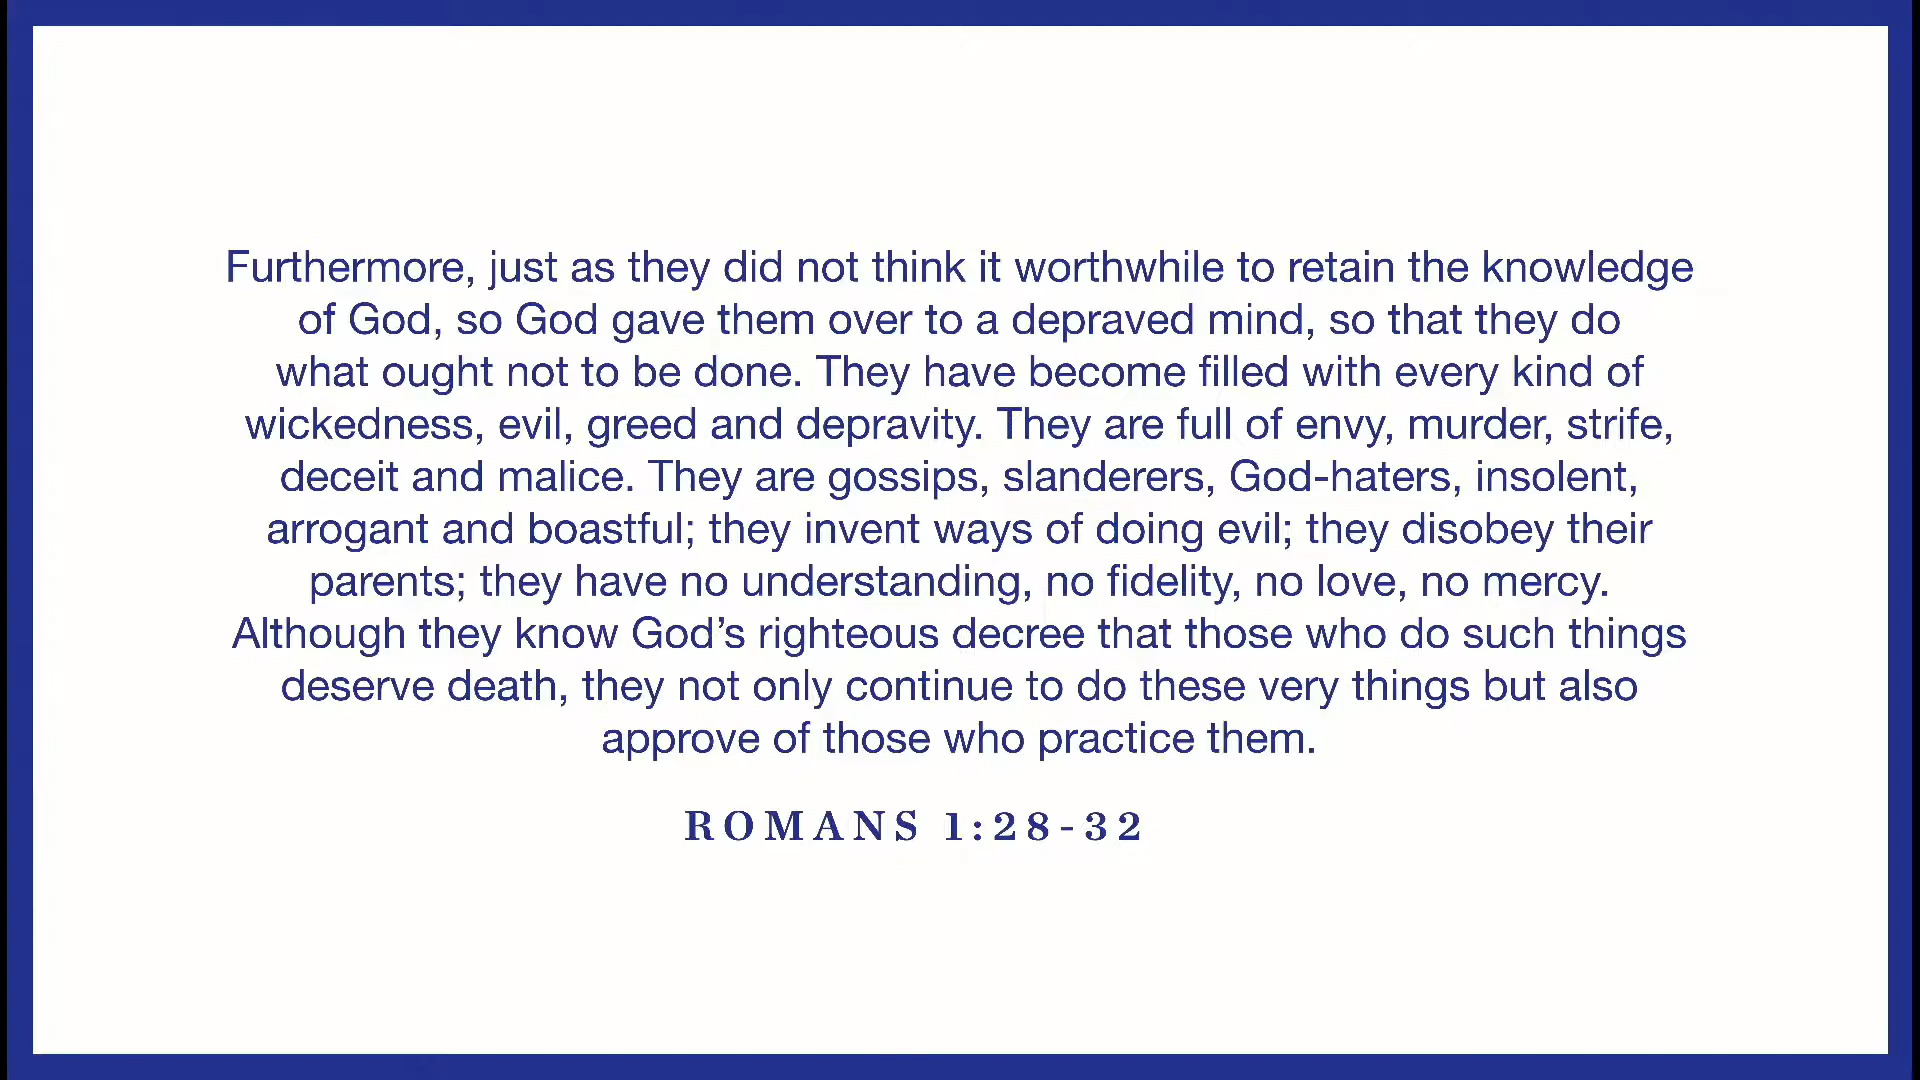 Furthermore, just as they did not think it worthwhile to retain the knowledge
of God, so God gave them over to a depraved mind, so that they do
what ought not to be done. They have become filled with every kind of
wickedness, evil, greed and depravity. They are full of envy, murder, strife,
deceit and malice. They are gossips, slanderers, God-haters, insolent,
arrogant and boastful; they invent ways of doing evil; they disobey their
parents; they have no understanding, no fidelity, no love, no mercy.
Although they know God’s righteous decree that those who do such things
deserve death, they not only continue to do these very things but also
approve of those who practice them.
ROMANS 1:28-32